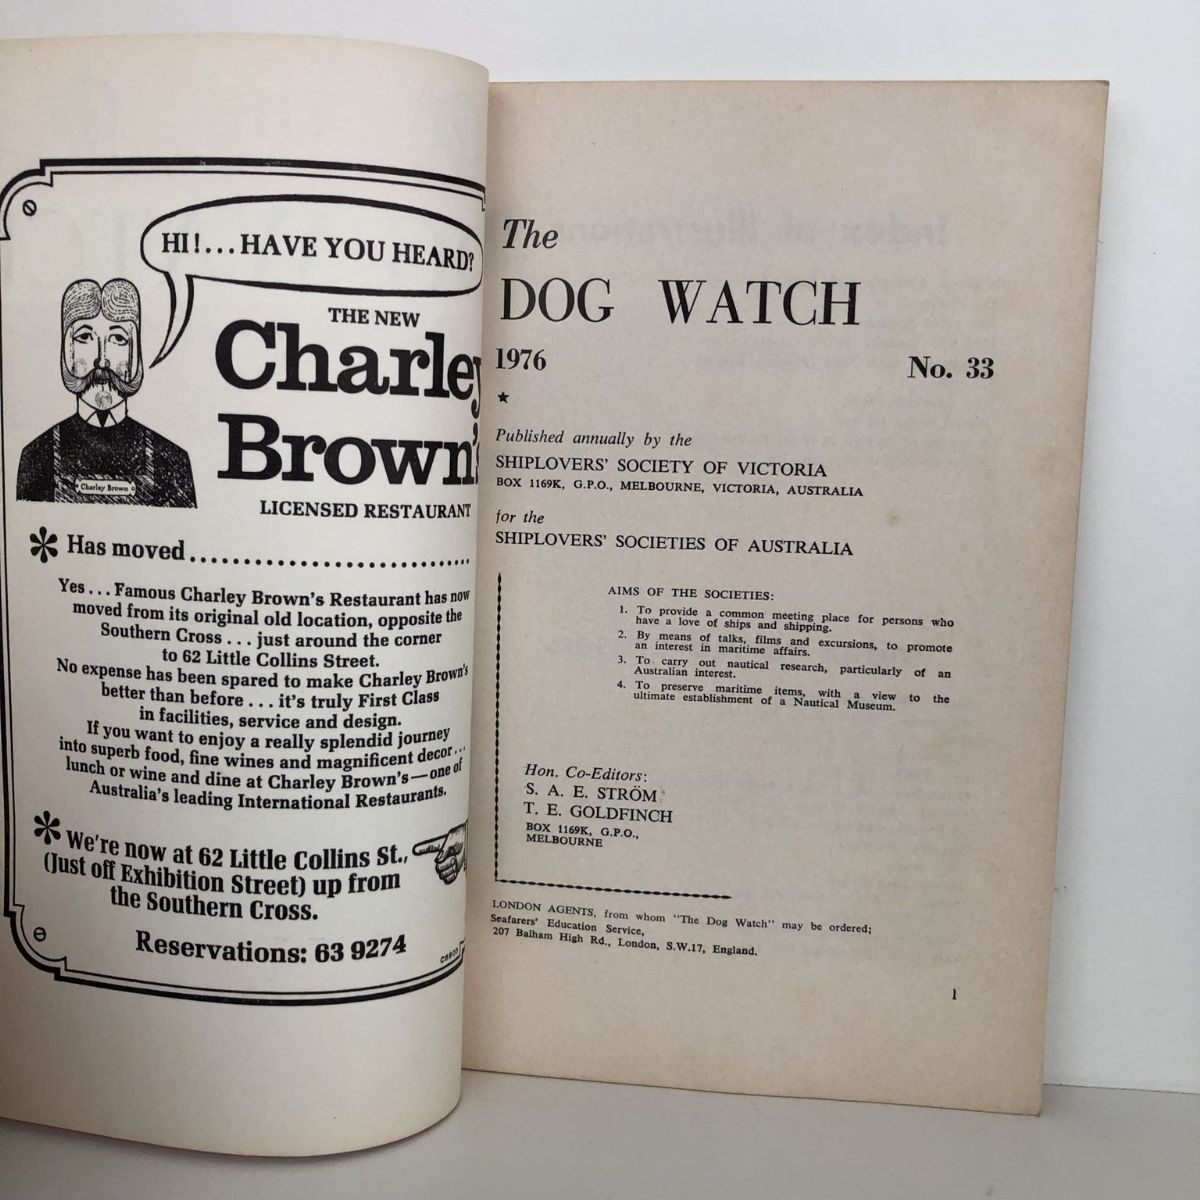 HI!...HAVE YOU HEARD?
THE NEW
Charley
Brown's
LICENSED RESTAURANT
Charley Brown
* Has moved..............................
Yes... Famous Charley Brown's Restaurant has now
moved from its original old location, opposite the
Southern Cross... just around the corner
to 62 Little Collins Street.
No expense has been spared to make Charley Brown's
better than before... it's truly First Class
in facilities, service and design.
If you want to enjoy a really splendid journey
into superb food, fine wines and magnificent decor...
lunch or wine and dine at Charley Brown's—one of
Australia's leading International Restaurants.
* We're now at 62 Little Collins St.,
(Just off Exhibition Street) up from
the Southern Cross.
Reservations: 63 9274
The
DOG WATCH
1976 No. 33
★
Published annually by the
SHIPLOVERS' SOCIETY OF VICTORIA
BOX 1169K, G.P.O., MELBOURNE, VICTORIA, AUSTRALIA
for the
SHIPLOVERS' SOCIETIES OF AUSTRALIA
AIMS OF THE SOCIETIES:
1. To provide a common meeting place for persons who
have a love of ships and shipping.
2. By means of talks, films and excursions, to promote
an interest in maritime affairs.
3. To carry out nautical research, particularly of an
Australian interest.
4. To preserve maritime items, with a view to the
ultimate establishment of a Nautical Museum.
Hon. Co-Editors:
S. A. E. STRÖM
T. E. GOLDFINCH
BOX 1169K, G.P.O.,
MELBOURNE
LONDON AGENTS, from whom "The Dog Watch" may be ordered;
Seafarers' Education Service,
207 Balham High Rd., London, S.W.17, England.
1